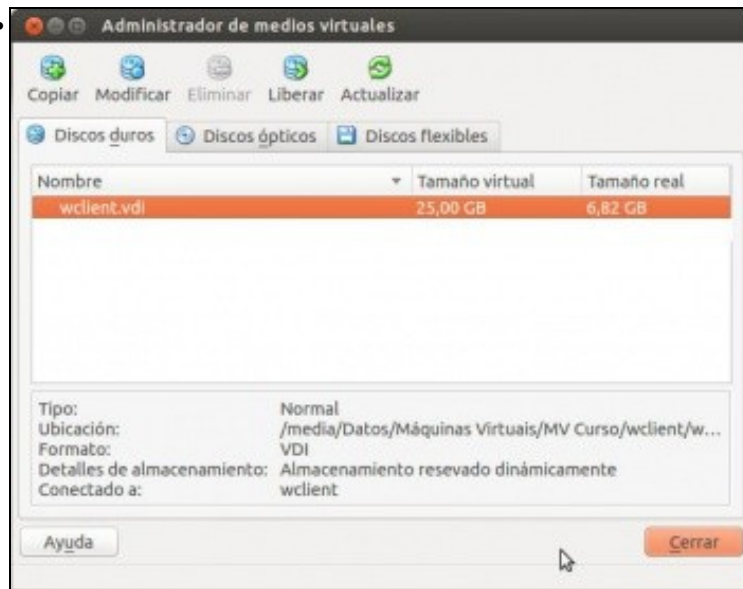 Administrador de medios virtuales
Copiar Modificar Eliminar Liberar Actualizar
Discos duros Discos ópticos Discos flexibles
Nombre Tamaño virtual Tamaño real
wclient.vdi 25,00 GB 6,82 GB
Tipo: Normal
Ubicación: /media/Datos/Máquinas Virtuais/MV Curso/wclient/w...
Formato: VDI
Detalles de almacenamiento: Almacenamiento resevado dinámicamente
Conectado a: wclient
Ayuda Cerrar